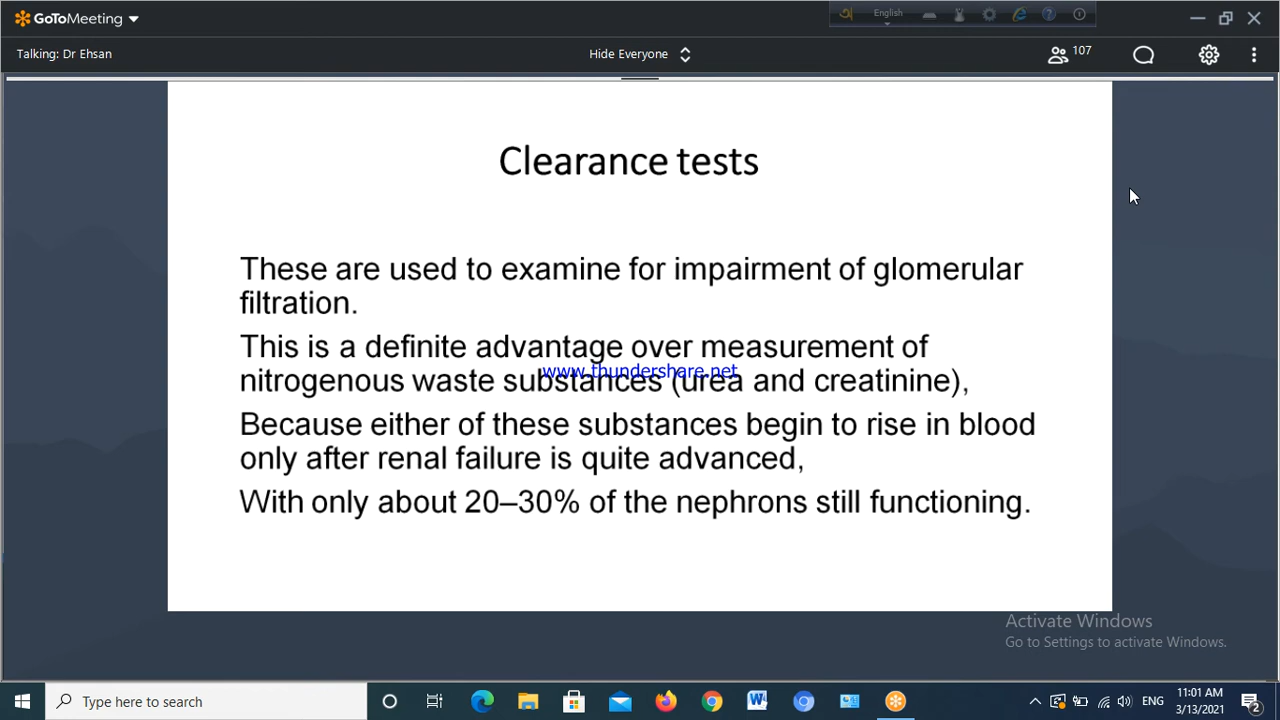 GoToMeeting
English
Talking: Dr Ehsan
Hide Everyone
107
Clearance tests
These are used to examine for impairment of glomerular
filtration.
This is a definite advantage over measurement of
www.thundershare.net
nitrogenous waste substances (urea and creatinine),
Because either of these substances begin to rise in blood
only after renal failure is quite advanced,
With only about 20–30% of the nephrons still functioning.
Activate Windows
Go to Settings to activate Windows.
Type here to search
ENG
11:01 AM
3/13/2021
2